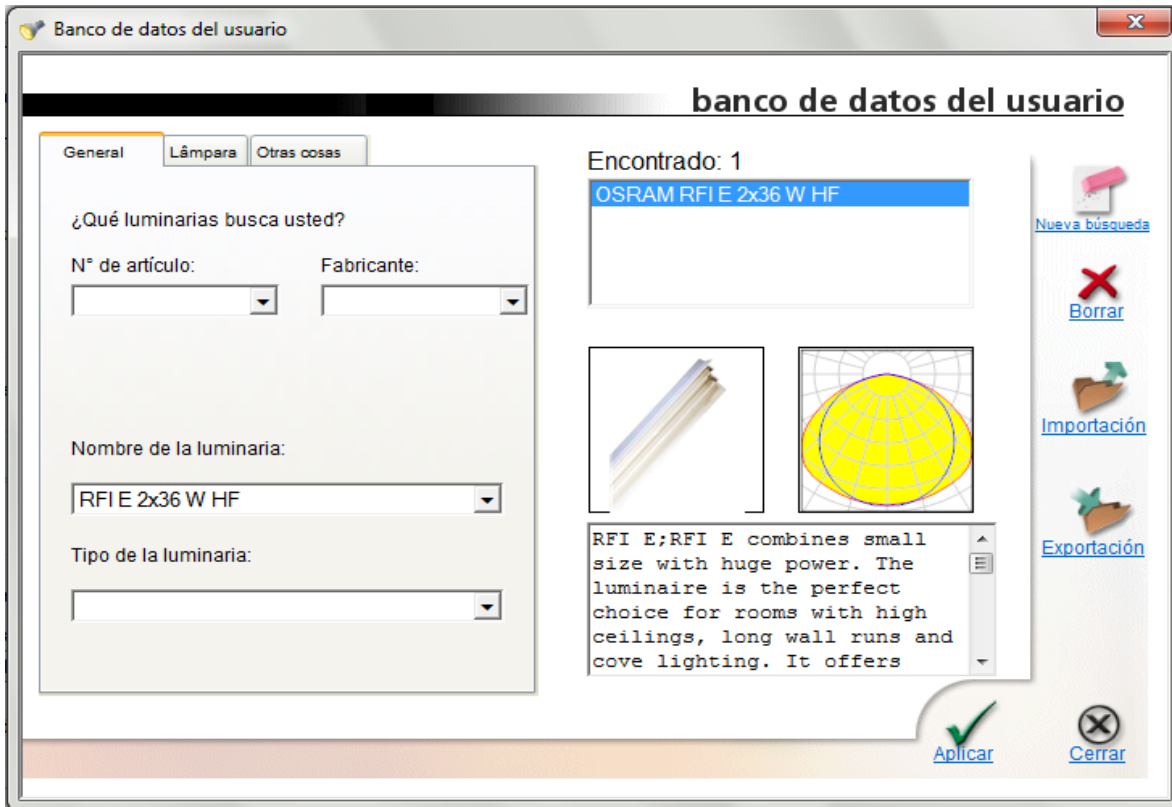 Banco de datos del usuario
banco de datos del usuario
General
Lâmpara
Otras cosas
¿Qué luminarias busca usted?
N° de artículo:
Fabricante:
Nombre de la luminaria:
RFI E 2x36 W HF
Tipo de la luminaria:
Encontrado: 1
OSRAM RFI E 2x36 W HF
RFI E;RFI E combines small
size with huge power. The
luminaire is the perfect
choice for rooms with high
ceilings, long wall runs and
cove lighting. It offers
Nueva búsqueda
Borrar
Importación
Exportación
Aplicar
Cerrar